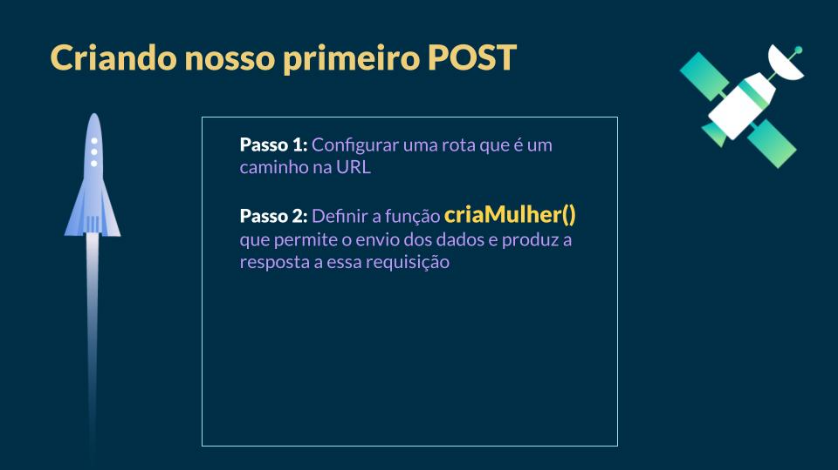 Criando nosso primeiro POST
Passo 1: Configurar uma rota que é um
caminho na URL
Passo 2: Definir a função criaMulher()
que permite o envio dos dados e produz a
resposta a essa requisição